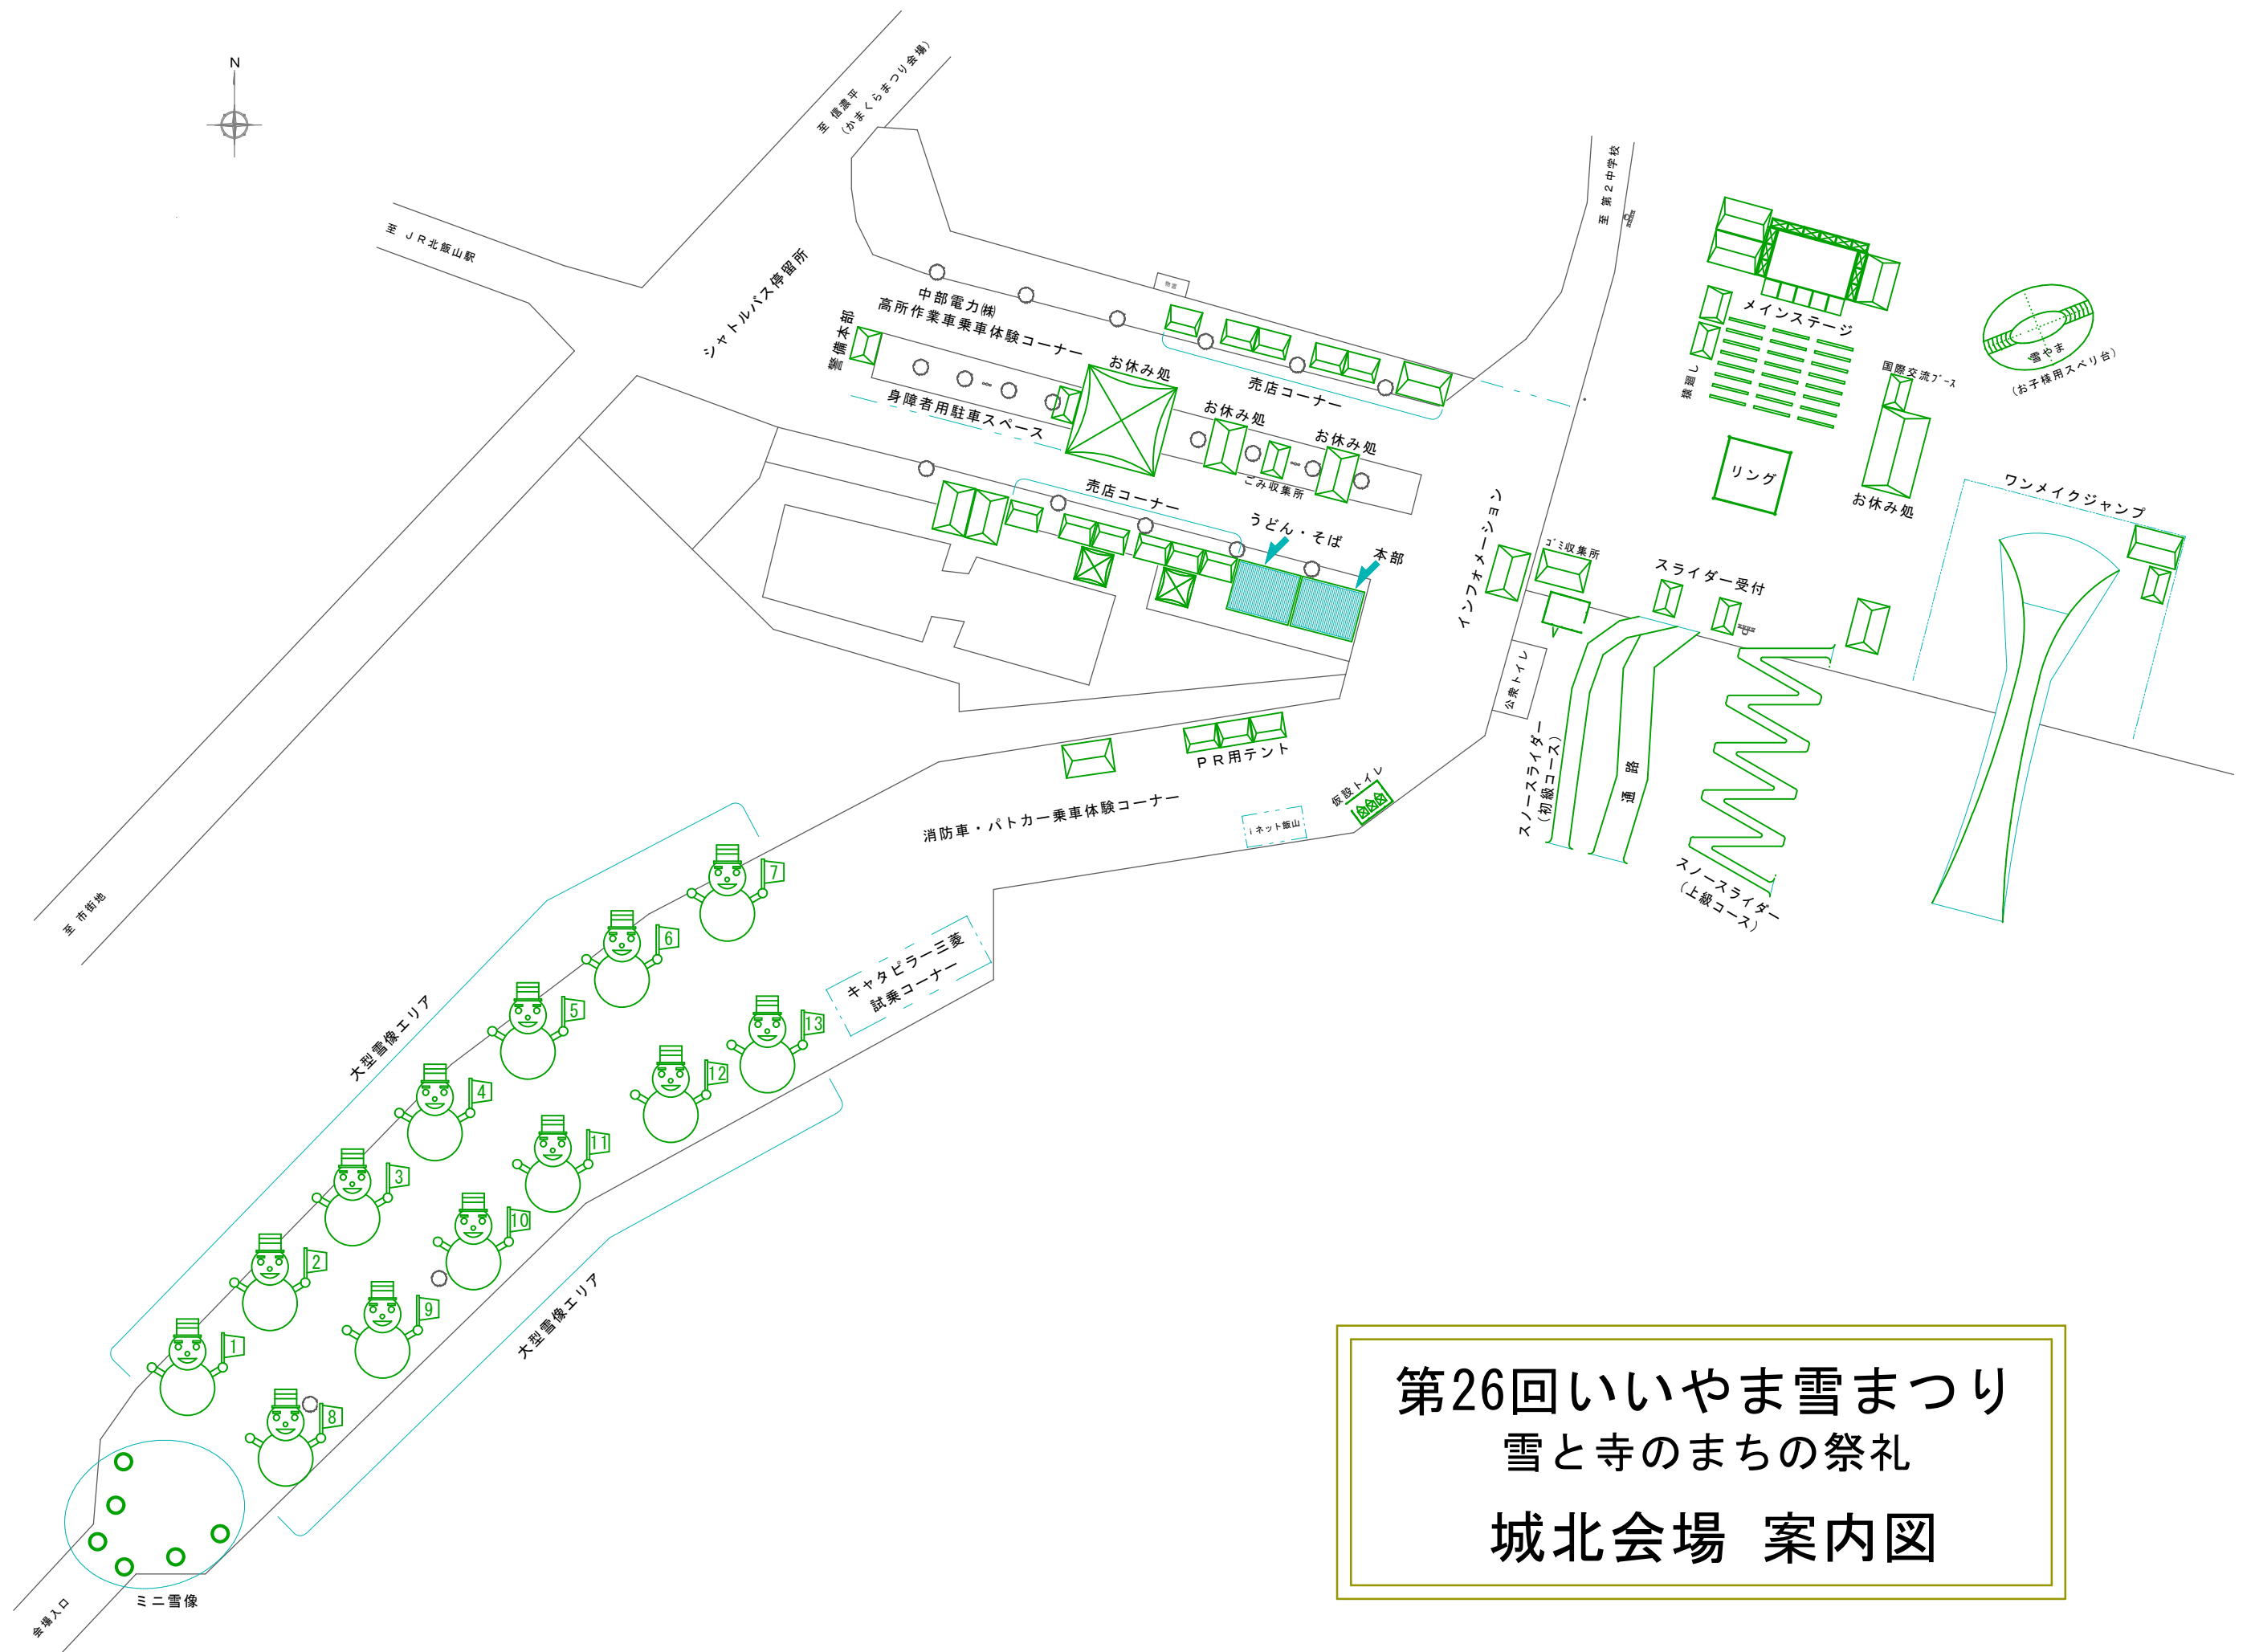 N
至 信濃平
(かまくらまつり会場)
至 JR北飯山駅
シャトルバス停留所
警備本部
中部電力㈱
高所作業車乗車体験コーナー
身障者用駐車スペース
お休み処
物置
売店コーナー
お休み処
お休み処
ごみ収集所
売店コーナー
うどん・そば
本部
至 第2中学校
メインステージ
猿廻し
国際交流ブース
雪やま
(お子様用スベリ台)
リング
お休み処
ワンメイクジャンプ
インフォメーション
ゴミ収集所
スライダー受付
公衆トイレ
スノースライダー
(初級コース)
通路
スノースライダー
(上級コース)
PR用テント
消防車・パトカー乗車体験コーナー
仮設トイレ
iネット飯山
キャタピラー三菱
試乗コーナー
至 市街地
大型雪像エリア
7
6
5
4
3
2
1
13
12
11
10
9
8
大型雪像エリア
ミニ雪像
会場入口
第26回いいやま雪まつり
雪と寺のまちの祭礼
城北会場 案内図